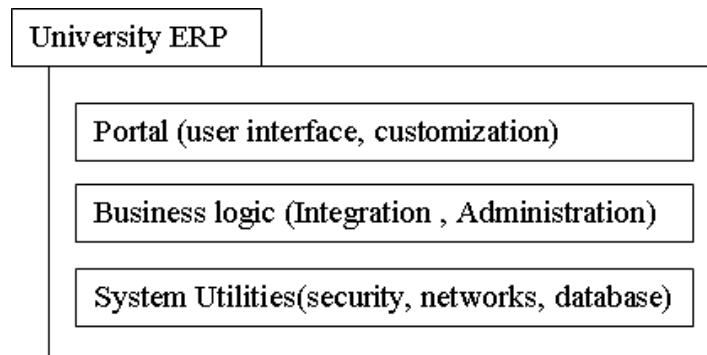 University ERP
Portal (user interface, customization)
Business logic (Integration , Administration)
System Utilities(security, networks, database)